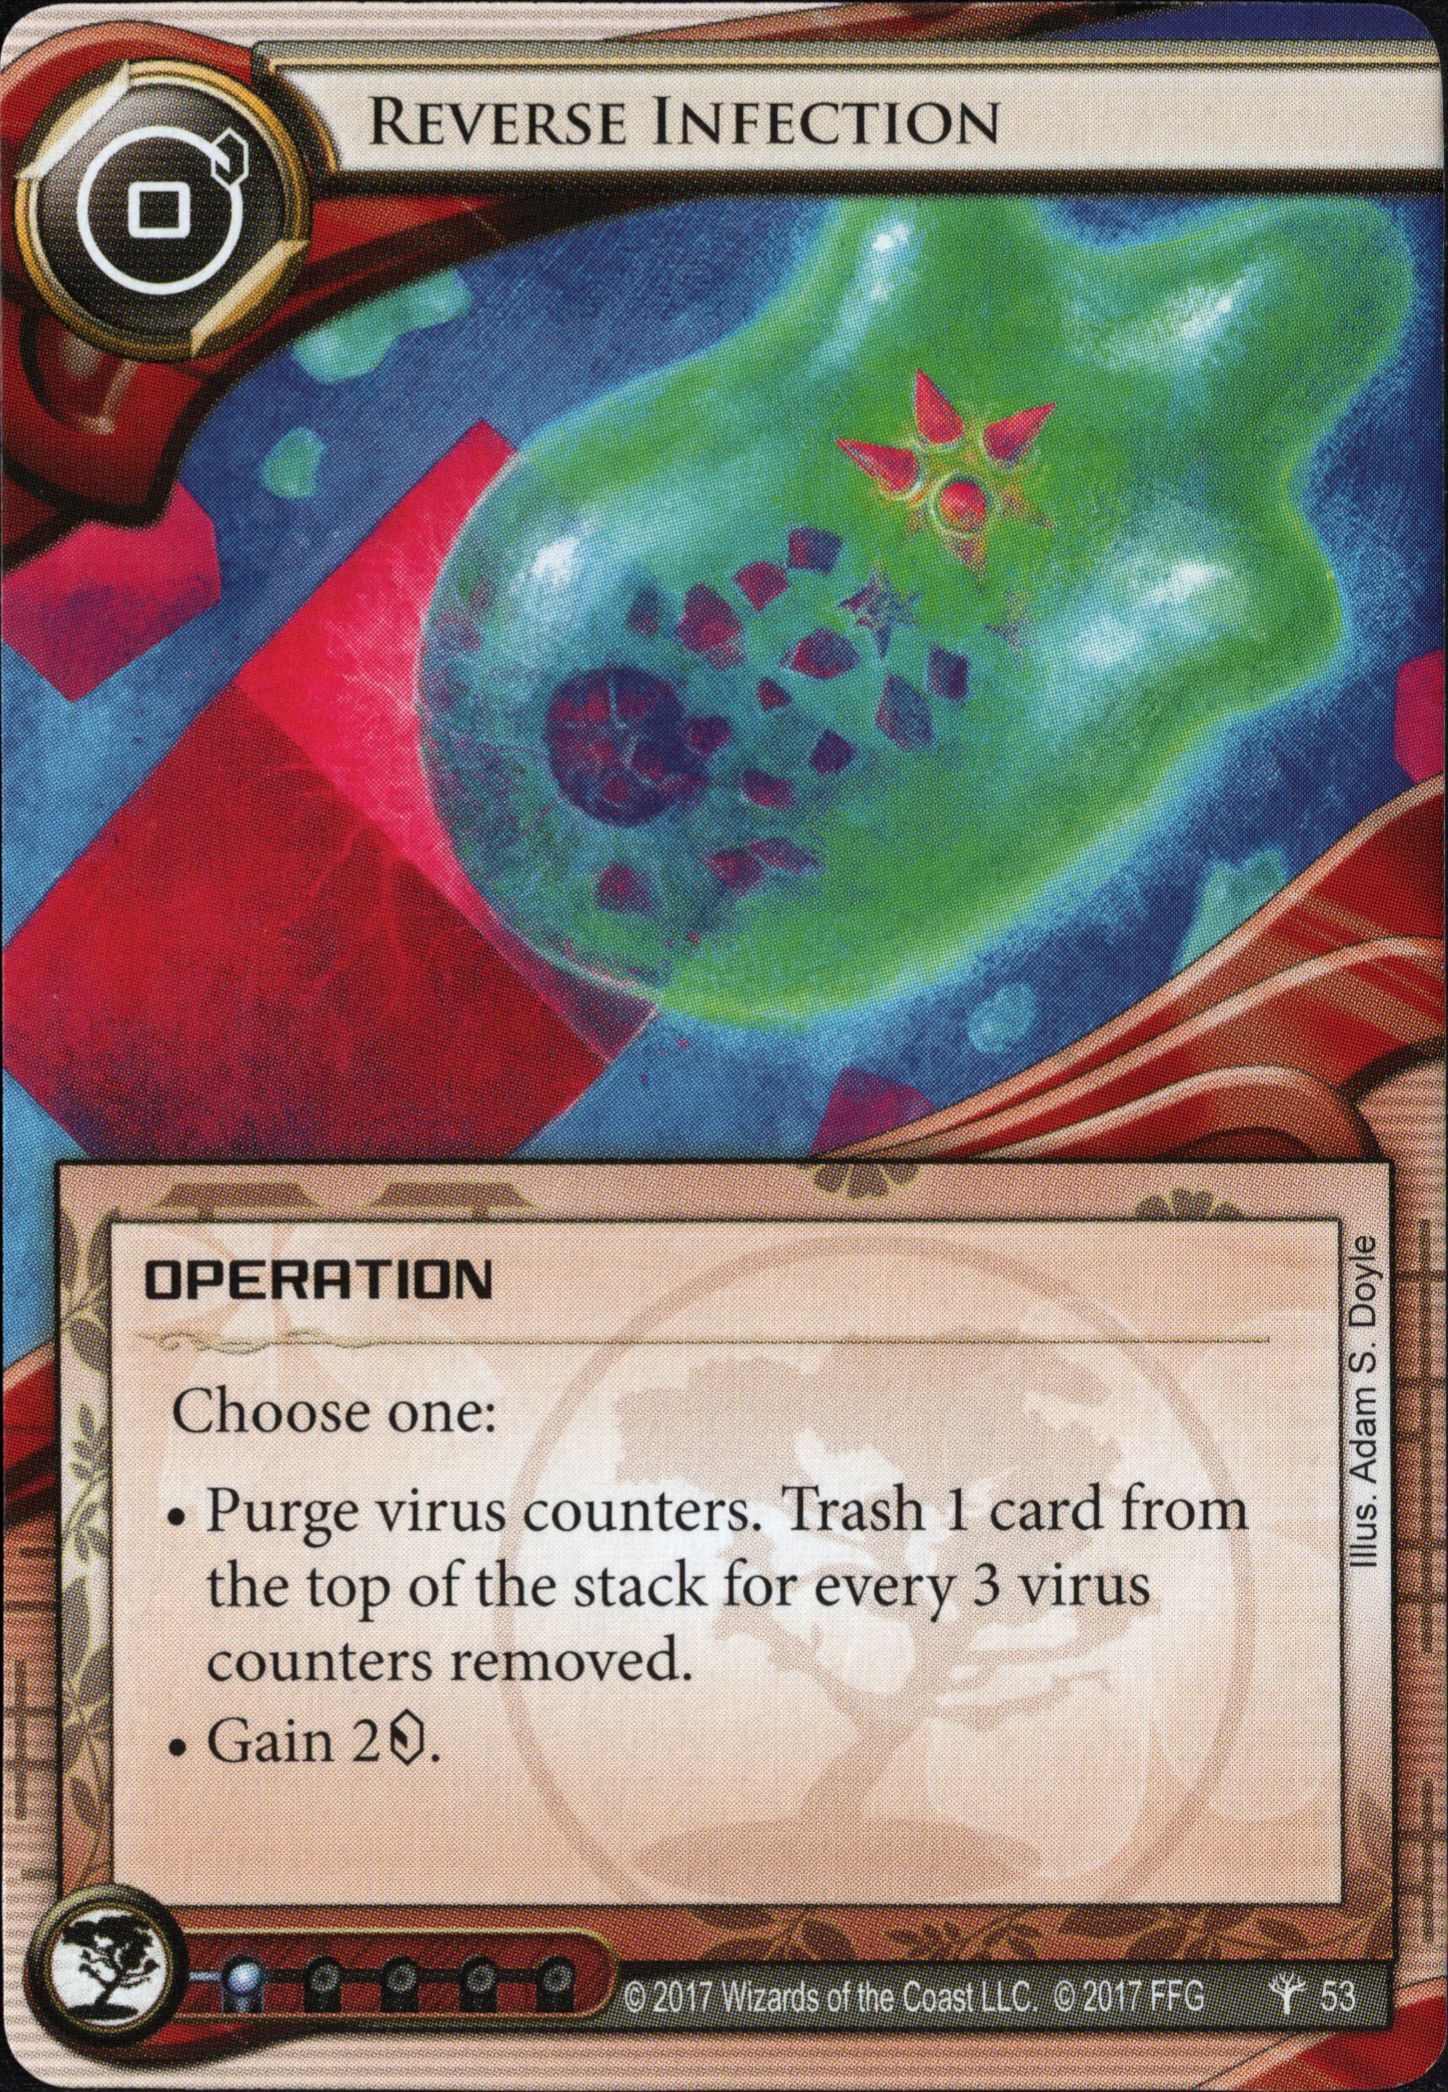 0
REVERSE INFECTION
OPERATION
Choose one:
• Purge virus counters. Trash 1 card from
the top of the stack for every 3 virus
counters removed.
• Gain 2.
Illus. Adam S. Doyle
© 2017 Wizards of the Coast LLC. © 2017 FFG
53